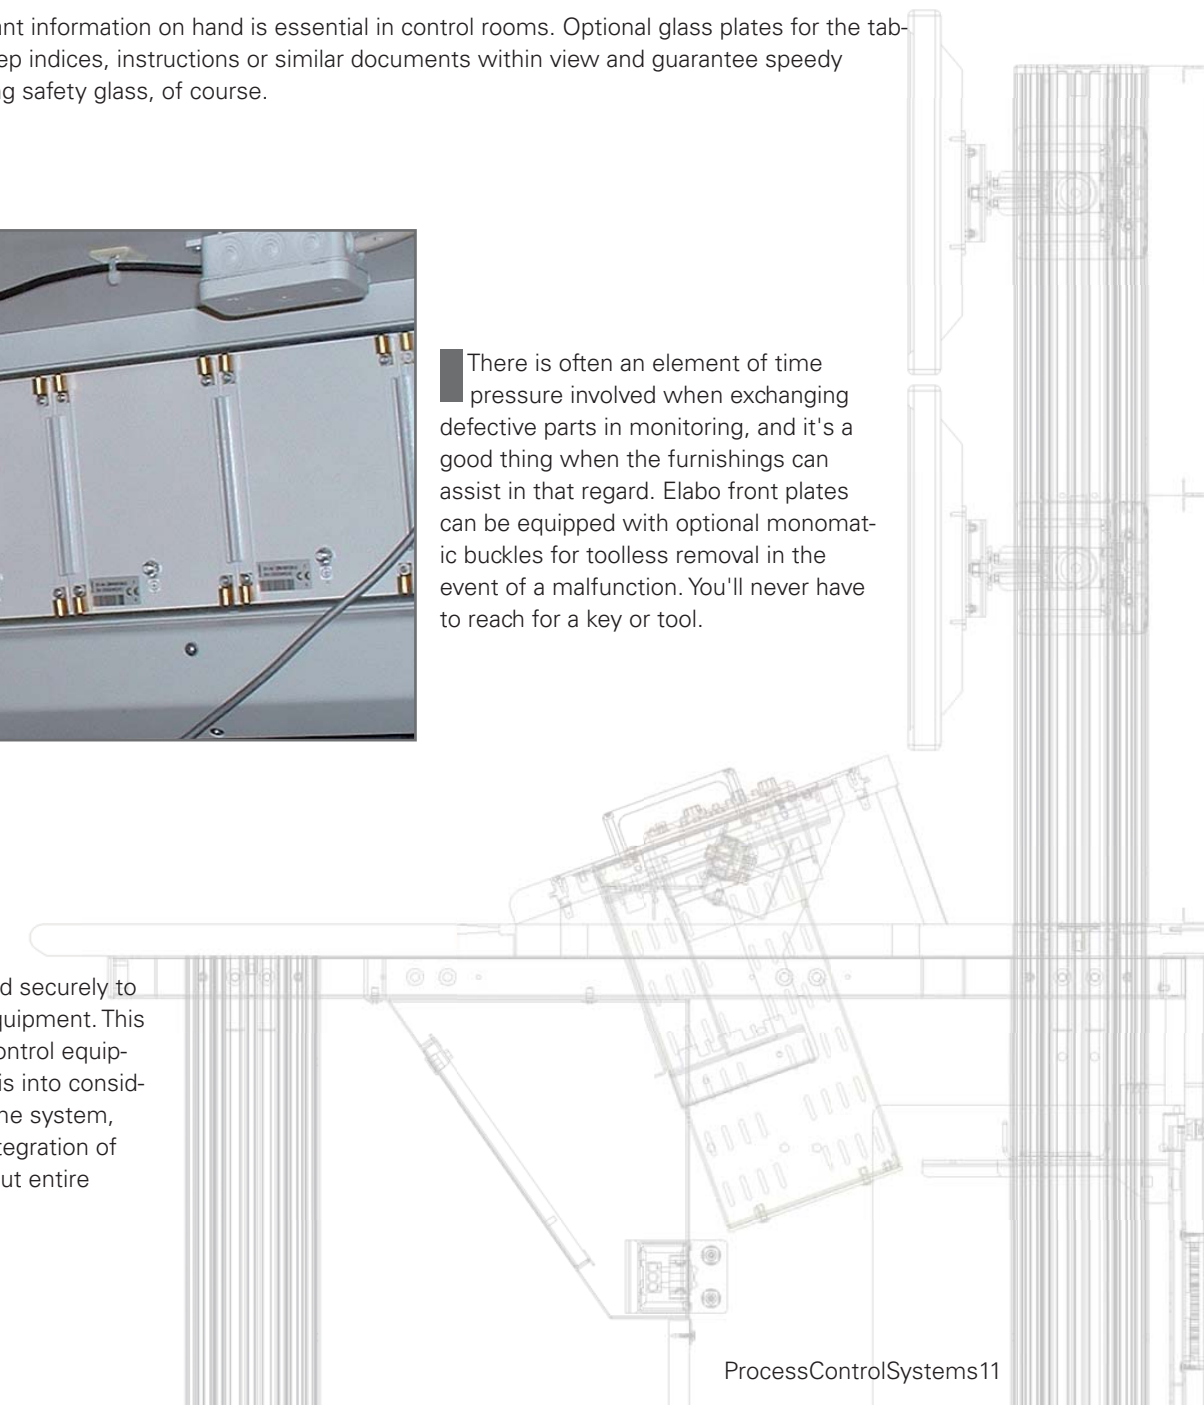 ant information on hand is essential in control rooms. Optional glass plates for the tab-
ep indices, instructions or similar documents within view and guarantee speedy
ng safety glass, of course.
There is often an element of time
pressure involved when exchanging
defective parts in monitoring, and it's a
good thing when the furnishings can
assist in that regard. Elabo front plates
can be equipped with optional monomat-
ic buckles for toolless removal in the
event of a malfunction. You'll never have
to reach for a key or tool.
d securely to
quipment. This
ontrol equip-
is into consid-
ne system,
tegration of
ut entire
ProcessControlSystems11